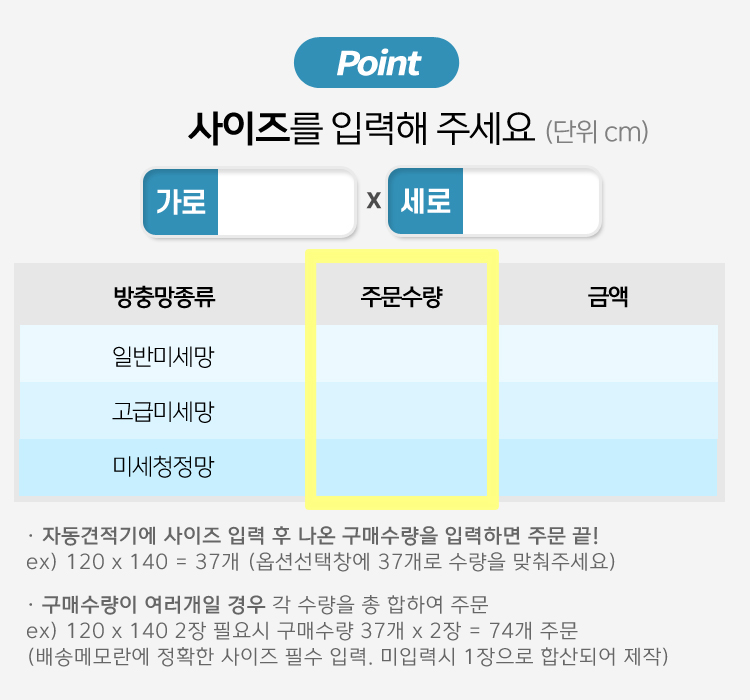 Point
사이즈를 입력해 주세요 (단위 cm)
가로 x 세로
방충망종류 주문수량 금액
일반미세망
고급미세망
미세청정망
· 자동견적기에 사이즈 입력 후 나온 구매수량을 입력하면 주문 끝!
ex) 120 x 140 = 37개 (옵션선택창에 37개로 수량을 맞춰주세요)
· 구매수량이 여러개일 경우 각 수량을 총 합하여 주문
ex) 120 x 140 2장 필요시 구매수량 37개 x 2장 = 74개 주문
(배송메모란에 정확한 사이즈 필수 입력. 미입력시 1장으로 합산되어 제작)